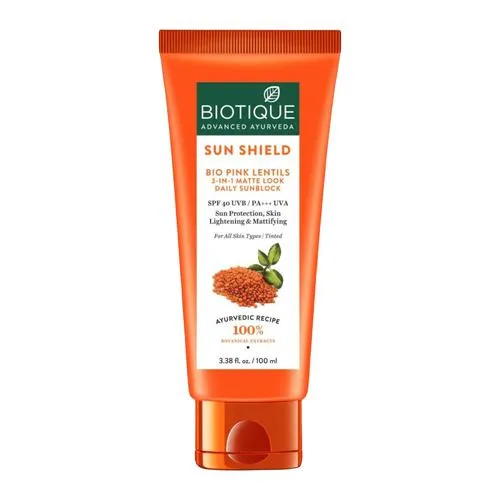 BIOTIQUE
ADVANCED AYURVEDA
SUN SHIELD
BIO PINK LENTILS
3-IN-1 MATTE LOOK
DAILY SUNBLOCK
SPF 40 UVB / PA+++ UVA
Sun Protection, Skin
Lightening & Mattifying
For All Skin Types | Tinted
AYURVEDIC RECIPE
100%
BOTANICAL EXTRACTS
3.38 fl. oz. / 100 ml